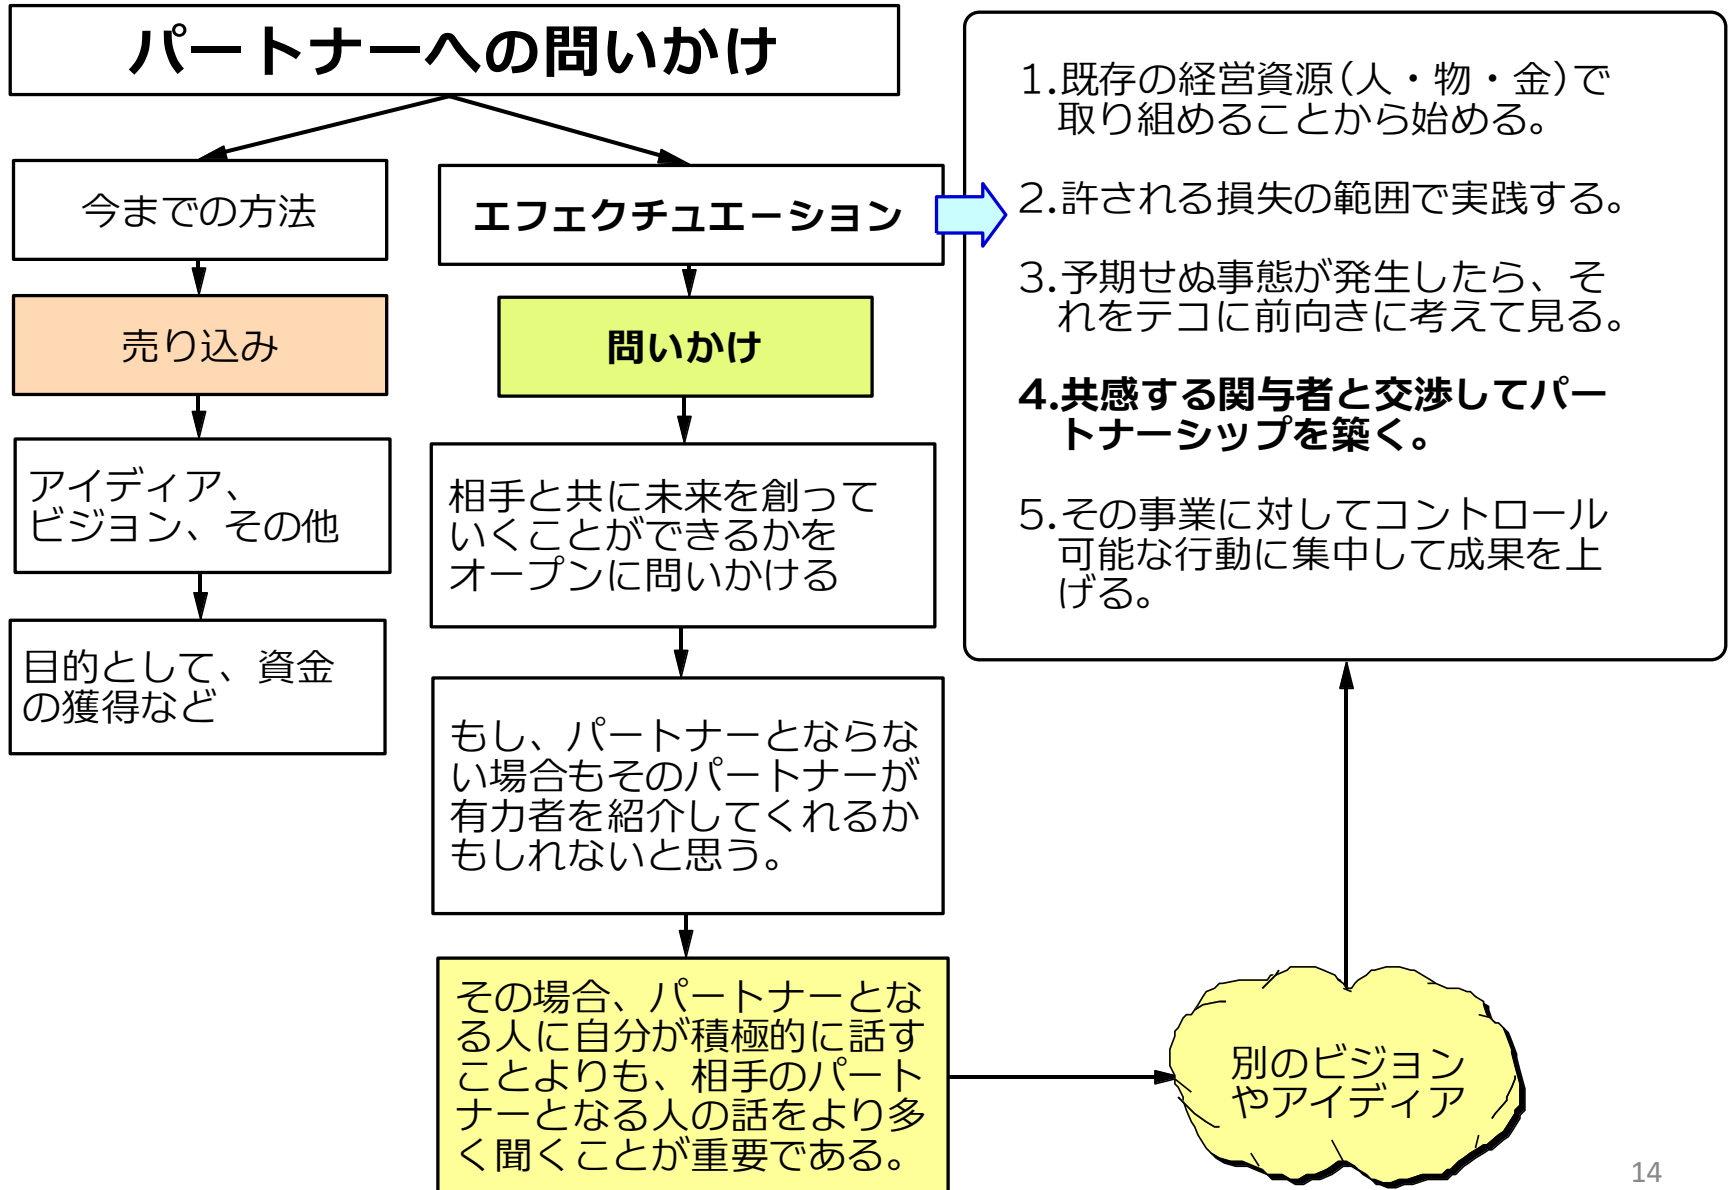 パートナーへの問いかけ
今までの方法
売り込み
アイディア、
ビジョン、その他
目的として、資金
の獲得など
エフェクチュエーション
問いかけ
相手と共に未来を創って
いくことができるかを
オープンに問いかける
もし、パートナーとならな
い場合もそのパートナーが
有力者を紹介してくれるか
もしれないと思う。
その場合、パートナーとな
る人に自分が積極的に話す
ことよりも、相手のパート
ナーとなる人の話をより多
く聞くことが重要である。
別のビジョン
やアイディア
1.既存の経営資源(人・物・金)で
取り組めることから始める。
2.許される損失の範囲で実践する。
3.予期せぬ事態が発生したら、そ
れをテコに前向きに考えて見る。
4.共感する関与者と交渉してパー
トナーシップを築く。
5.その事業に対してコントロール
可能な行動に集中して成果を上
げる。
14